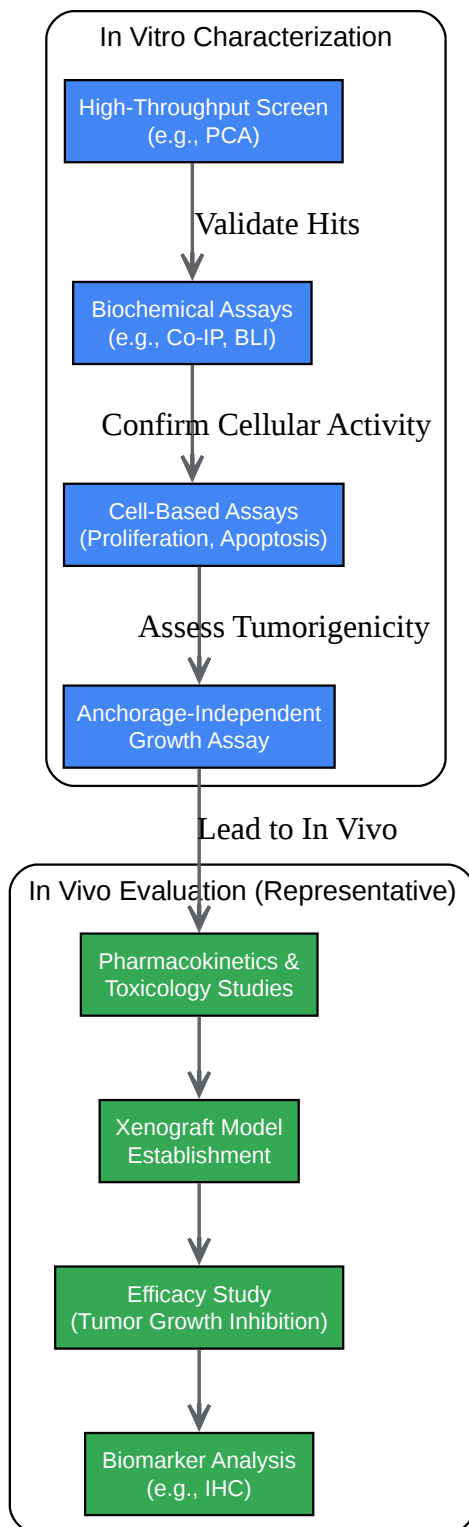 In Vitro Characterization
High-Throughput Screen
(e.g., PCA)
Validate Hits
Biochemical Assays
(e.g., Co-IP, BLI)
Confirm Cellular Activity
Cell-Based Assays
(Proliferation, Apoptosis)
Assess Tumorigenicity
Anchorage-Independent
Growth Assay
Lead to In Vivo
In Vivo Evaluation (Representative)
Pharmacokinetics &
Toxicology Studies
Xenograft Model
Establishment
Efficacy Study
(Tumor Growth Inhibition)
Biomarker Analysis
(e.g., IHC)